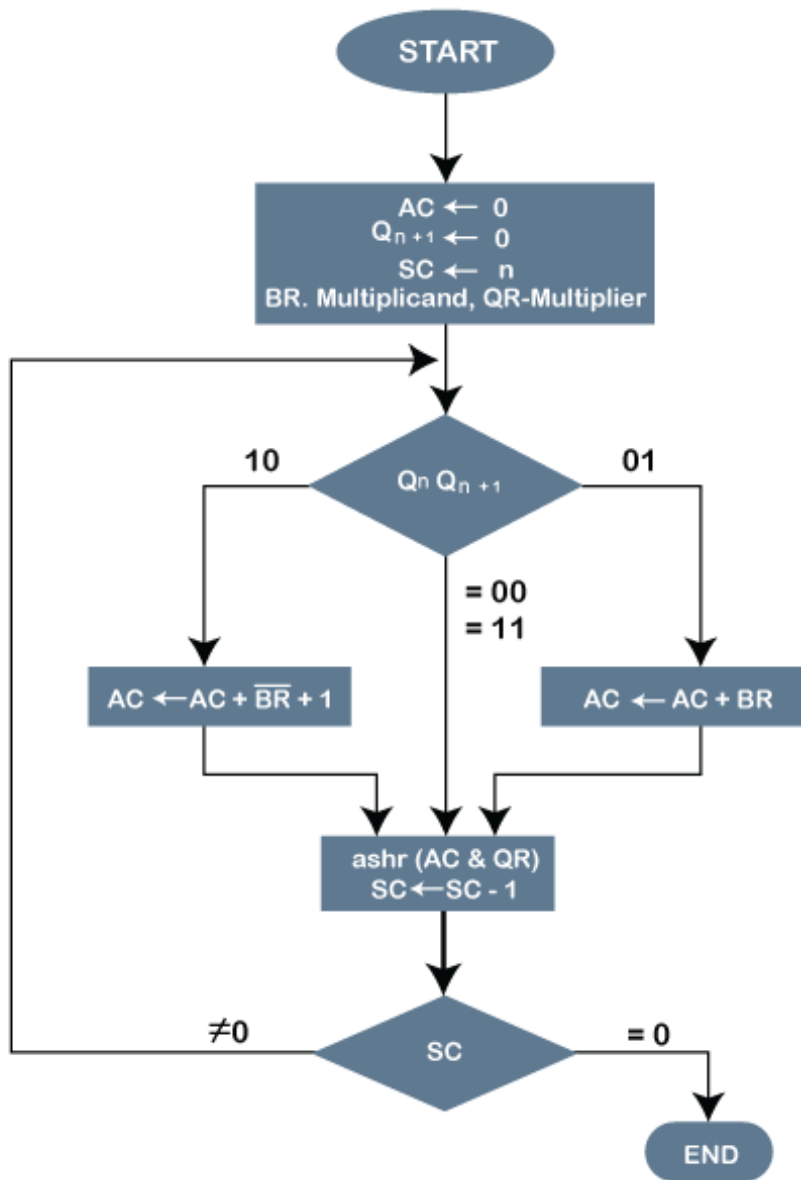 START
AC ← 0
Qn+1 ← 0
SC ← n
BR. Multiplicand, QR-Multiplier
10
Qn Qn+1
01
= 00
= 11
AC ← AC + B̅R̅ + 1
AC ← AC + BR
ashr (AC & QR)
SC ← SC - 1
≠0
SC
= 0
END